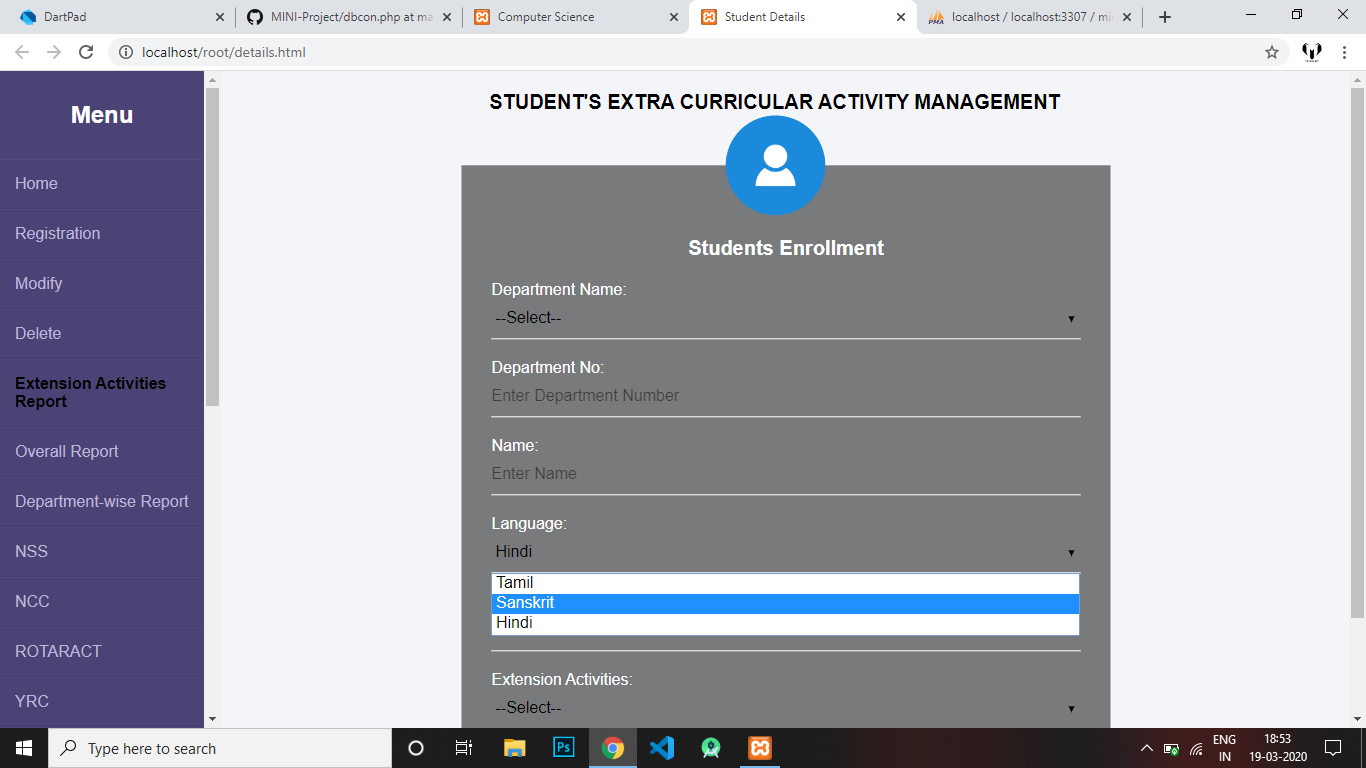 DartPad
MINI-Project/dbcon.php at ma
Computer Science
Student Details
localhost / localhost:3307 / mi
localhost/root/details.html
Menu
Home
Registration
Modify
Delete
Extension Activities
Report
Overall Report
Department-wise Report
NSS
NCC
ROTARACT
YRC
STUDENT'S EXTRA CURRICULAR ACTIVITY MANAGEMENT
Students Enrollment
Department Name:
--Select--
Department No:
Enter Department Number
Name:
Enter Name
Language:
Hindi
Tamil
Sanskrit
Hindi
Extension Activities:
--Select--
Type here to search
Ps
ENG
IN
18:53
19-03-2020